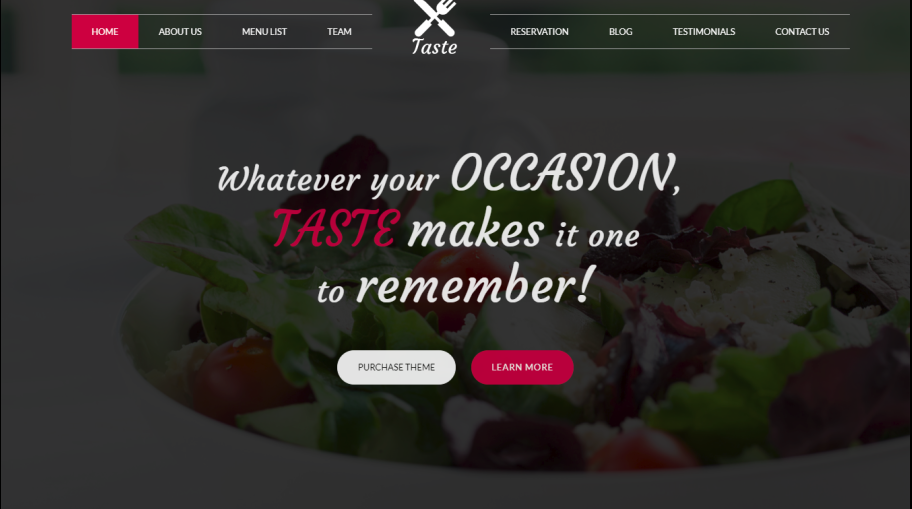 HOME ABOUT US MENU LIST TEAM Taste RESERVATION BLOG TESTIMONIALS CONTACT US
Whatever your OCCASION,
TASTE makes it one
to remember!
PURCHASE THEME LEARN MORE